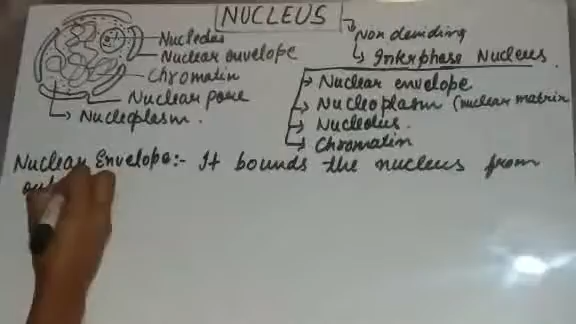 NUCLEUS
Non deviding
Interphase Nucleus
Nucleolus
Nuclear envelope
Chromatin
Nuclear pore
Nucleoplasm.
Nuclear envelope
Nucleoplasm (nuclear matrix
Nucleolus.
Chromatin
Nuclear Envelope:- It bounds the nucleus from